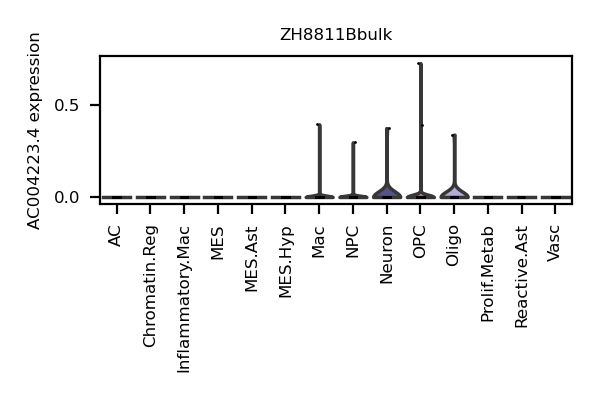 ZH8811Bbulk
AC004223.4 expression
0.5
0.0
AC
Chromatin.Reg
Inflammatory.Mac
MES
MES.Ast
MES.Hyp
Mac
NPC
Neuron
OPC
Oligo
Prolif.Metab
Reactive.Ast
Vasc